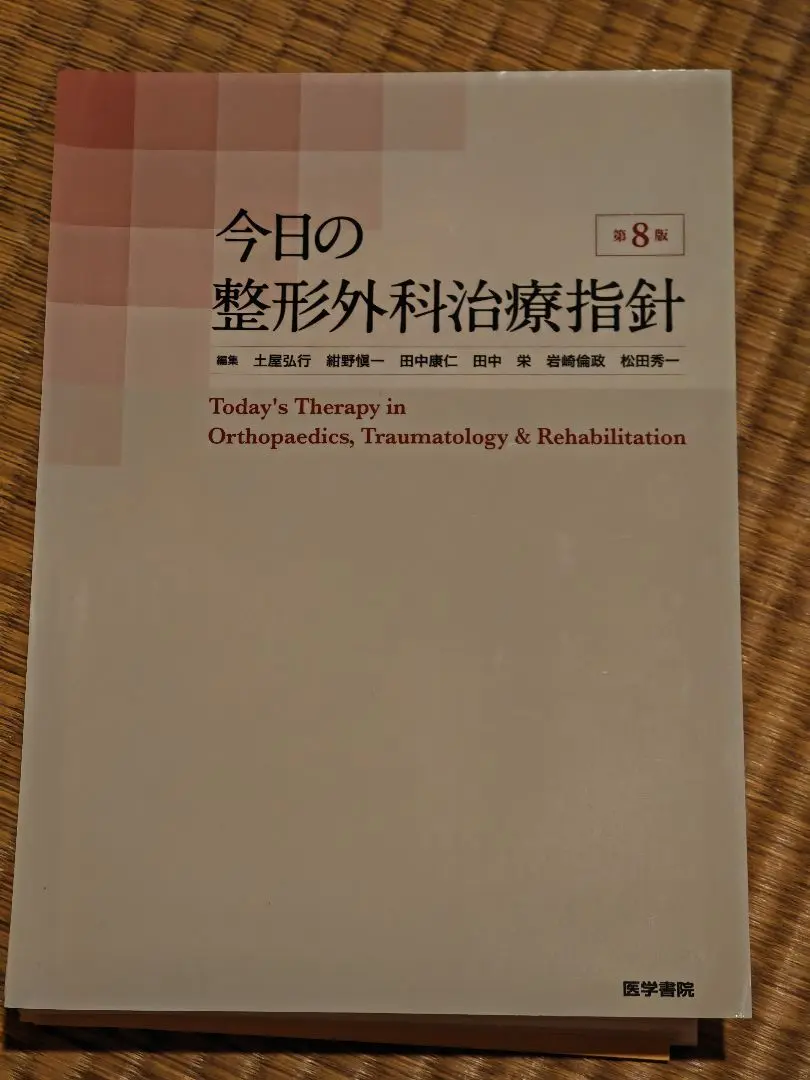 今日の
第8版
整形外科治療指針
編集 土屋弘行 紺野愼一 田中康仁 田中 栄 岩崎倫政 松田秀一
Today's Therapy in
Orthopaedics, Traumatology & Rehabilitation
医学書院